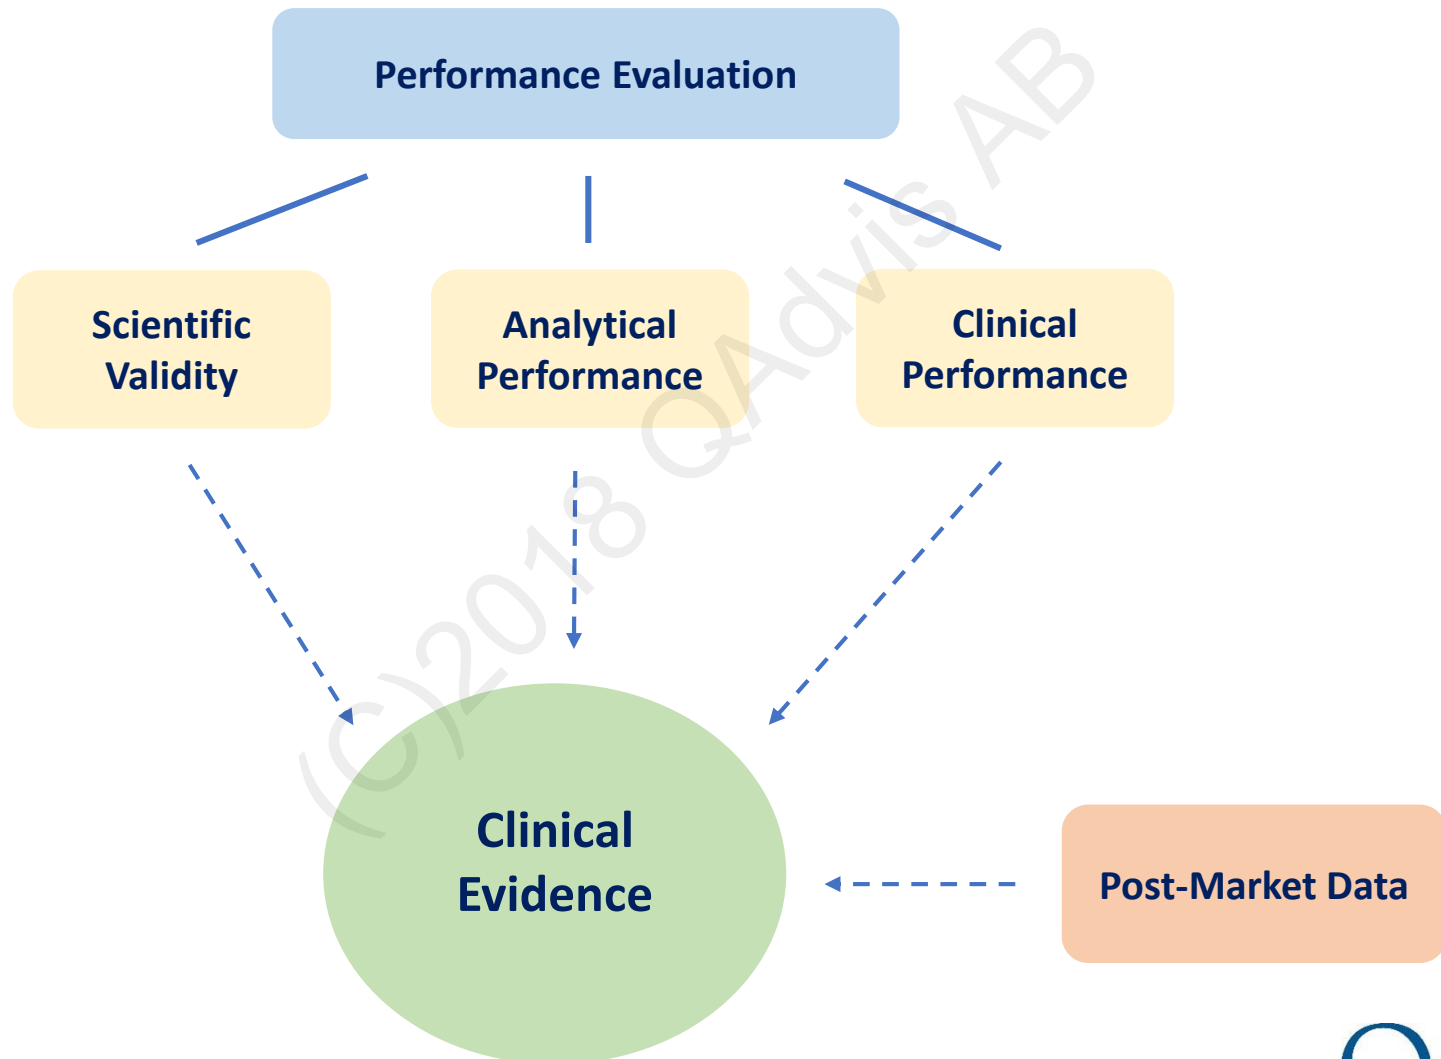 Performance Evaluation
Scientific
Validity
Analytical
Performance
Clinical
Performance
(C)2018 QAdvis AB
Clinical
Evidence
Post-Market Data